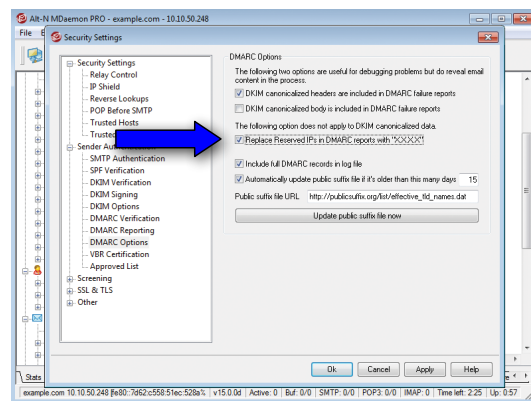 Alt-N MDaemon PRO - example.com - 10.10.50.248
File
Security Settings
Security Settings
Relay Control
IP Shield
Reverse Lookups
POP Before SMTP
Trusted Hosts
Trusted
Sender
SMTP Authentication
SPF Verification
DKIM Verification
DKIM Signing
DKIM Options
DMARC Verification
DMARC Reporting
DMARC Options
VBR Certification
Approved List
Screening
SSL & TLS
Other
DMARC Options
The following two options are useful for debugging problems but do reveal email
content in the process.
DKIM canonicalized headers are included in DMARC failure reports
DKIM canonicalized body is included in DMARC failure reports
The following option does not apply to DKIM canonicalized data.
Replace Reserved IPs in DMARC reports with "XXXX"
Include full DMARC records in log file
Automatically update public suffix file if it's older than this many days 15
Public suffix file URL http://publicsuffix.org/list/effective_tld_names.dat
Update public suffix file now
Ok Cancel Apply Help
Stats
example.com 10.10.50.248 [fe80::7d62:c558:51ec:528a% v15.0.0d Active: 0 Buf: 0/0 SMTP: 0/0 POP3: 0/0 IMAP: 0 Time left: 2:25 Up: 0:57